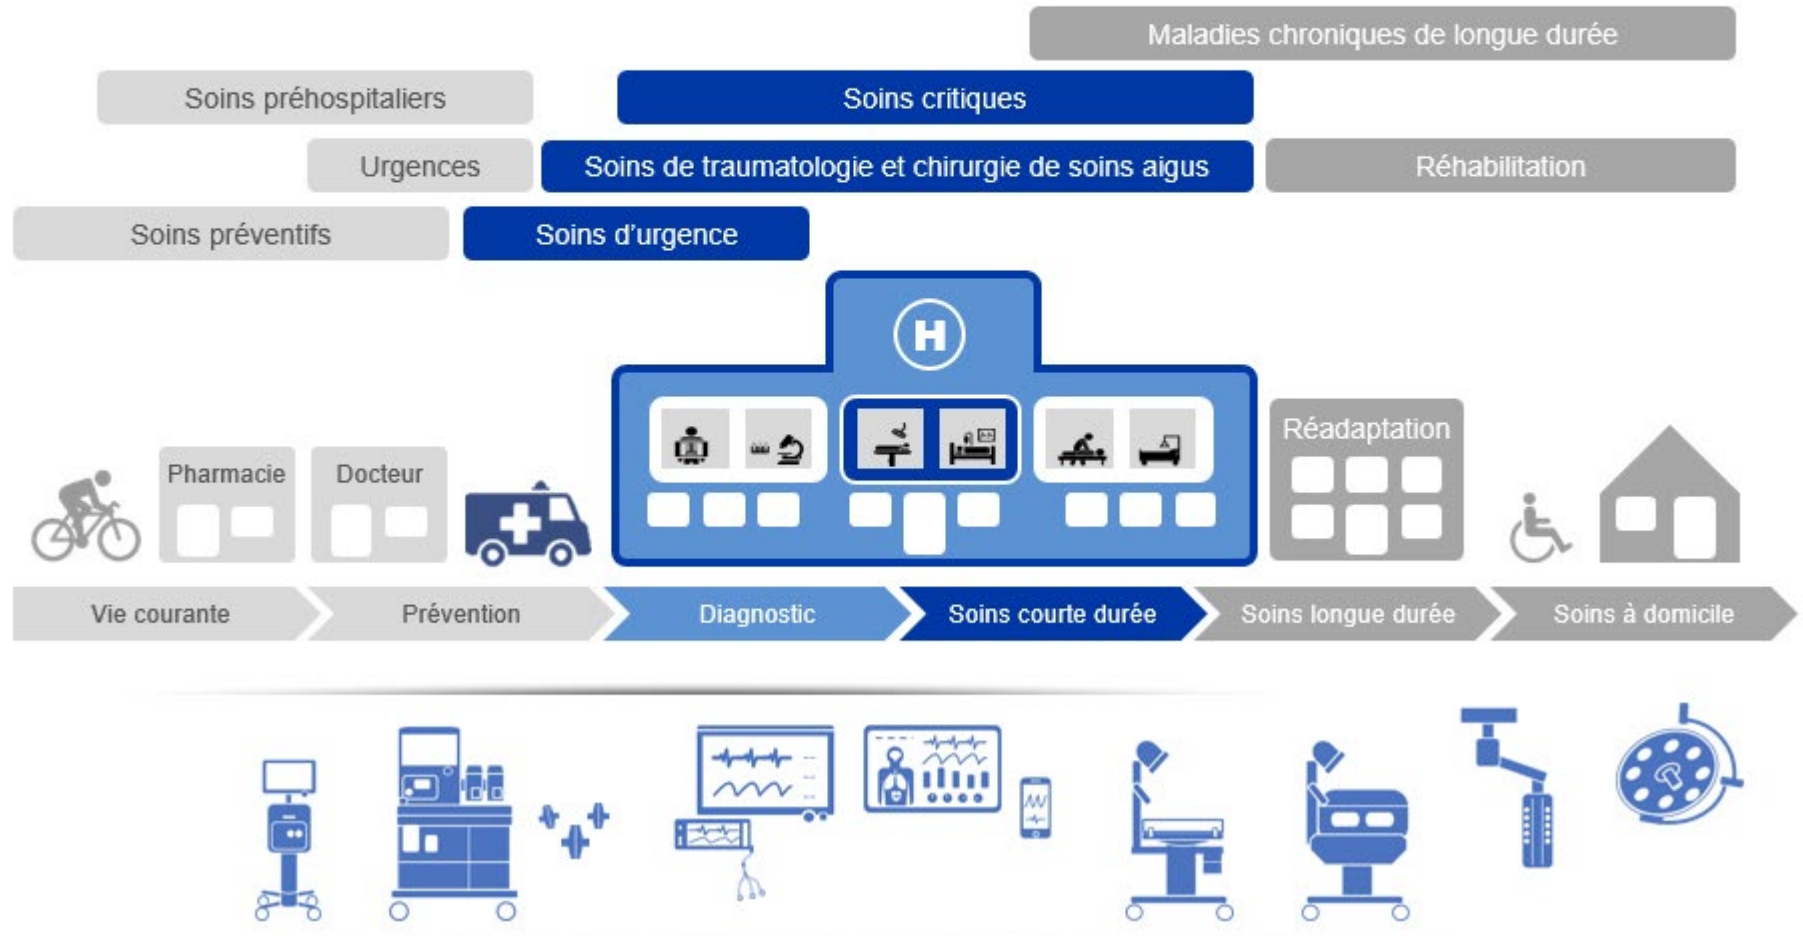 Maladies chroniques de longue durée
Soins préhospitaliers
Soins critiques
Urgences
Soins de traumatologie et chirurgie de soins aigus
Réhabilitation
Soins préventifs
Soins d'urgence
H
Réadaptation
Pharmacie
Docteur
Vie courante
Prévention
Diagnostic
Soins courte durée
Soins longue durée
Soins à domicile